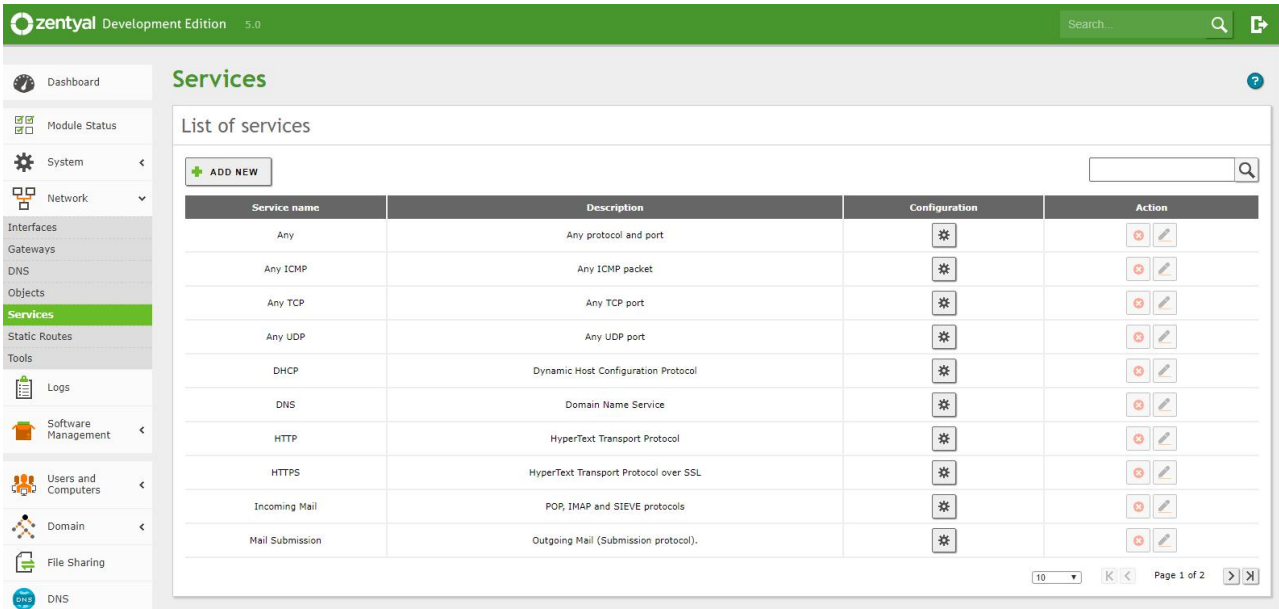 zentyal Development Edition 5.0
Search...
Dashboard
Module Status
System
Network
Interfaces
Gateways
DNS
Objects
Services
Static Routes
Tools
Logs
Software
Management
Users and
Computers
Domain
File Sharing
DNS DNS
Services
?
List of services
ADD NEW
Service name Description Configuration Action
Any Any protocol and port
Any ICMP Any ICMP packet
Any TCP Any TCP port
Any UDP Any UDP port
DHCP Dynamic Host Configuration Protocol
DNS Domain Name Service
HTTP HyperText Transport Protocol
HTTPS HyperText Transport Protocol over SSL
Incoming Mail POP, IMAP and SIEVE protocols
Mail Submission Outgoing Mail (Submission protocol).
10 Page 1 of 2